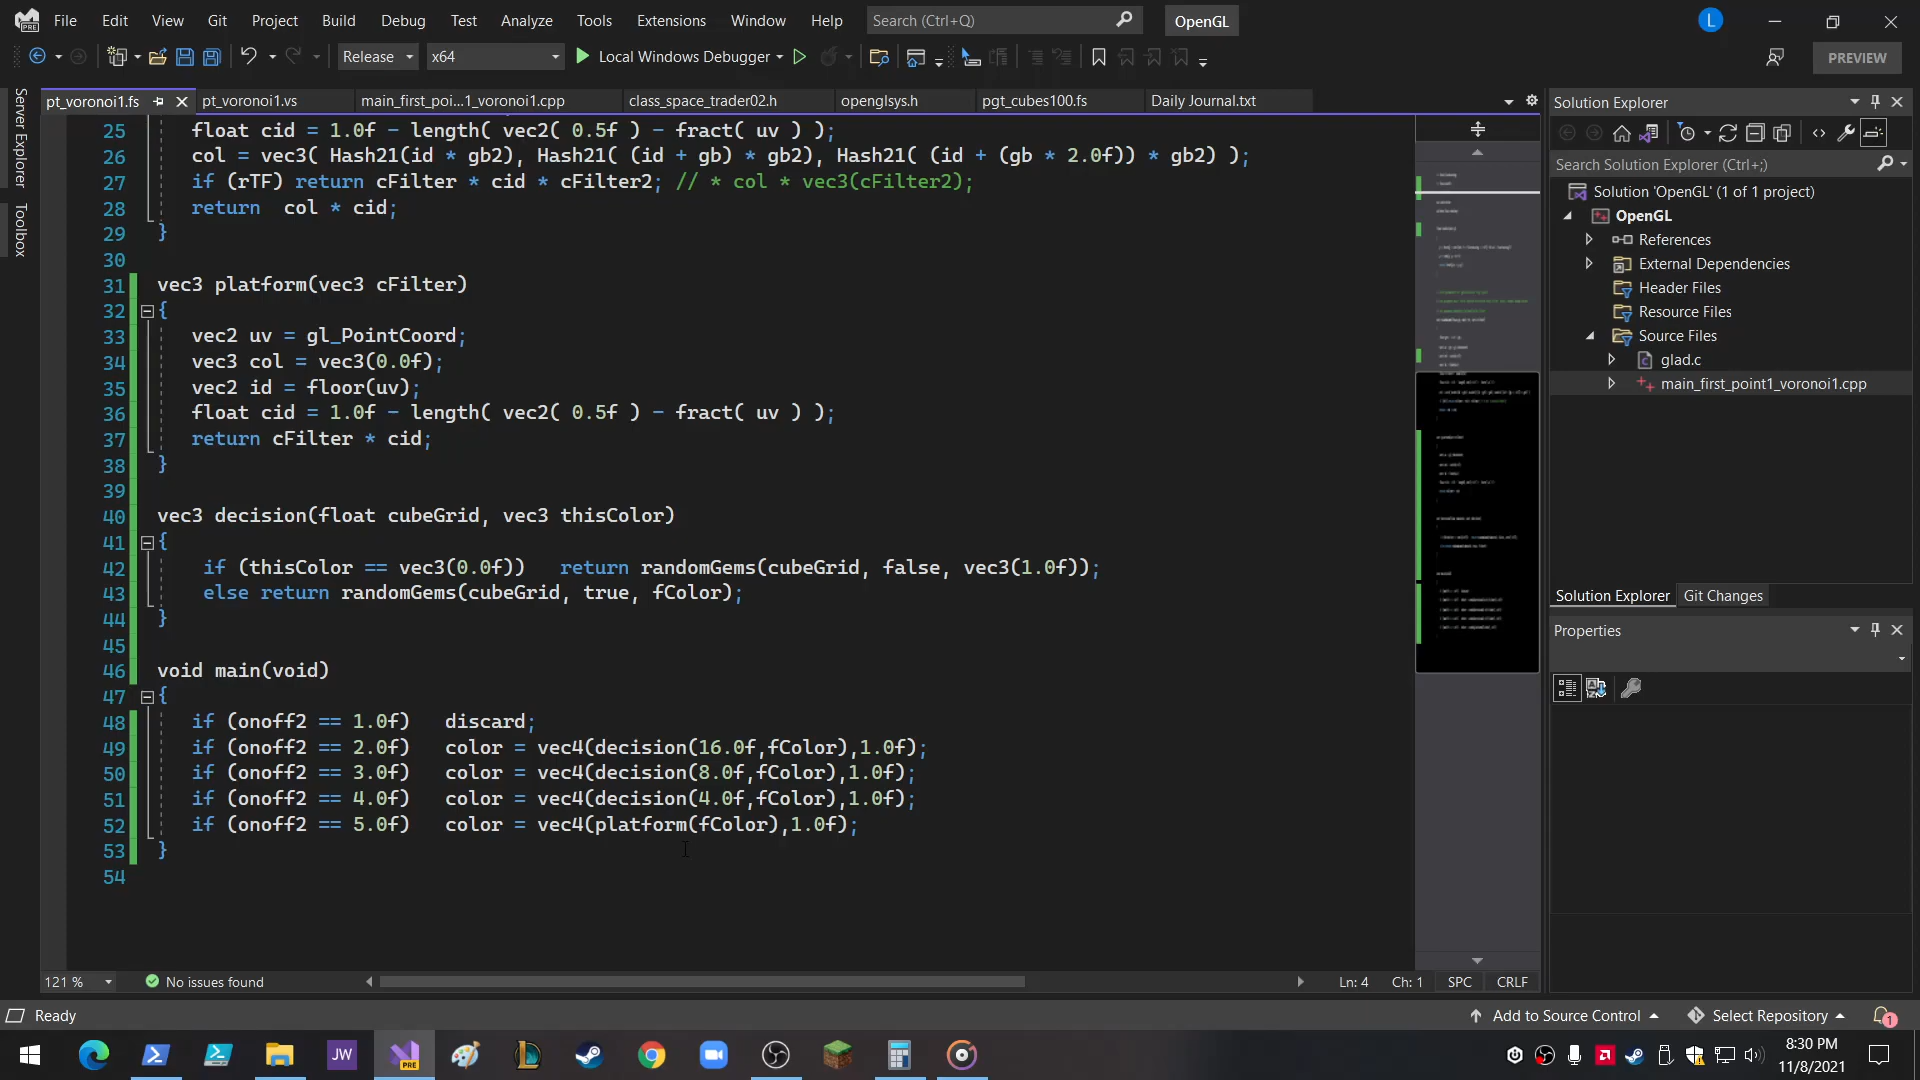 File Edit View Git Project Build Debug Test Analyze Tools Extensions Window Help Search (Ctrl+Q) OpenGL L
Release x64 Local Windows Debugger PREVIEW
Server Explorer
Toolbox
pt_voronoi1.fs pt_voronoi1.vs main_first_poi...1_voronoi1.cpp class_space_trader02.h openglsys.h pgt_cubes100.fs Daily Journal.txt
25 float cid = 1.0f - length( vec2( 0.5f ) - fract( uv ) );
26 col = vec3( Hash21(id * gb2), Hash21( (id + gb) * gb2), Hash21( (id + (gb * 2.0f)) * gb2) );
27 if (rTF) return cFilter * cid * cFilter2; // * col * vec3(cFilter2);
28 return  col * cid;
29 }
30
31 vec3 platform(vec3 cFilter)
32 {
33 vec2 uv = gl_PointCoord;
34 vec3 col = vec3(0.0f);
35 vec2 id = floor(uv);
36 float cid = 1.0f - length( vec2( 0.5f ) - fract( uv ) );
37 return cFilter * cid;
38 }
39
40 vec3 decision(float cubeGrid, vec3 thisColor)
41 {
42 if (thisColor == vec3(0.0f))   return randomGems(cubeGrid, false, vec3(1.0f));
43 else return randomGems(cubeGrid, true, fColor);
44 }
45
46 void main(void)
47 {
48 if (onoff2 == 1.0f)   discard;
49 if (onoff2 == 2.0f)   color = vec4(decision(16.0f,fColor),1.0f);
50 if (onoff2 == 3.0f)   color = vec4(decision(8.0f,fColor),1.0f);
51 if (onoff2 == 4.0f)   color = vec4(decision(4.0f,fColor),1.0f);
52 if (onoff2 == 5.0f)   color = vec4(platform(fColor),1.0f);
53 }
54
121 % No issues found Ln: 4 Ch: 1 SPC CRLF
Solution Explorer
Search Solution Explorer (Ctrl+;)
Solution 'OpenGL' (1 of 1 project)
OpenGL
References
External Dependencies
Header Files
Resource Files
Source Files
glad.c
main_first_point1_voronoi1.cpp
Solution Explorer Git Changes
Properties
Ready Add to Source Control Select Repository 1
JW PRE
8:30 PM
11/8/2021